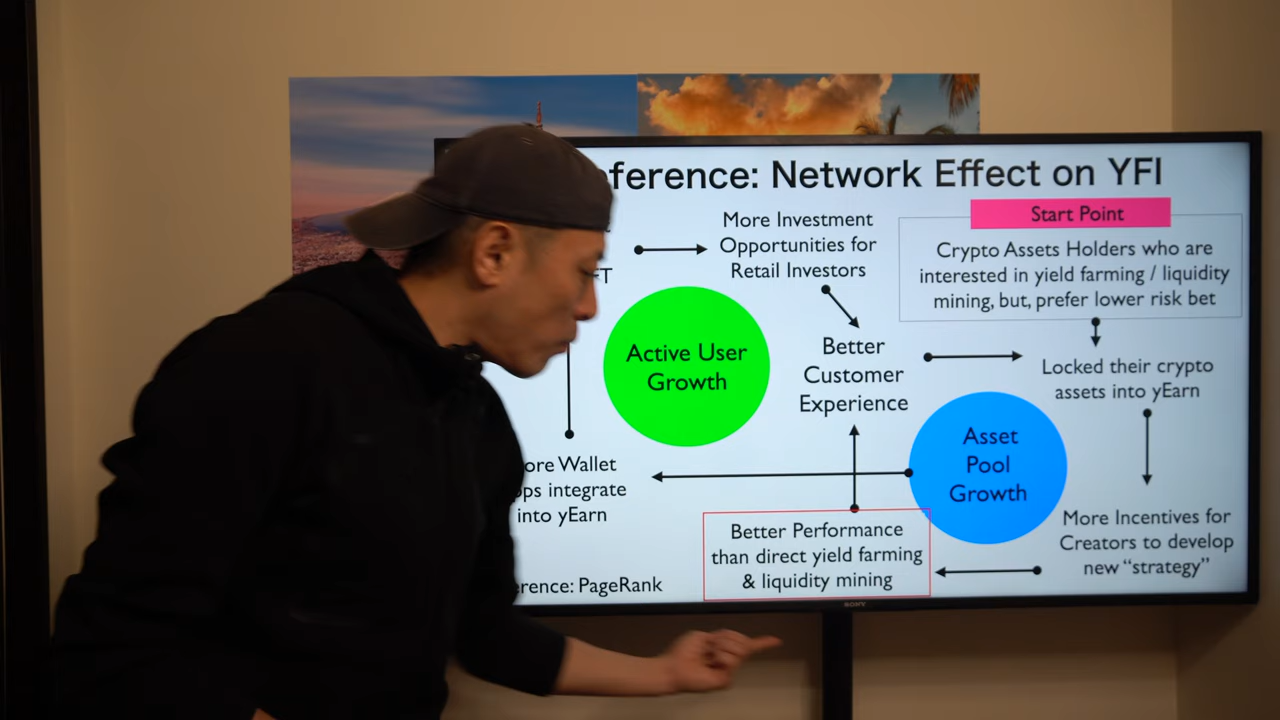 ference: Network Effect on YFI
Start Point
Crypto Assets Holders who are
interested in yield farming / liquidity
mining, but, prefer lower risk bet
More Investment
Opportunities for
Retail Investors
Active User
Growth
Better
Customer
Experience
Locked their crypto
assets into yEarn
Asset
Pool
Growth
ore Wallet
pps integrate
into yEarn
Better Performance
than direct yield farming
& liquidity mining
More Incentives for
Creators to develop
new “strategy”
erence: PageRank
SONY